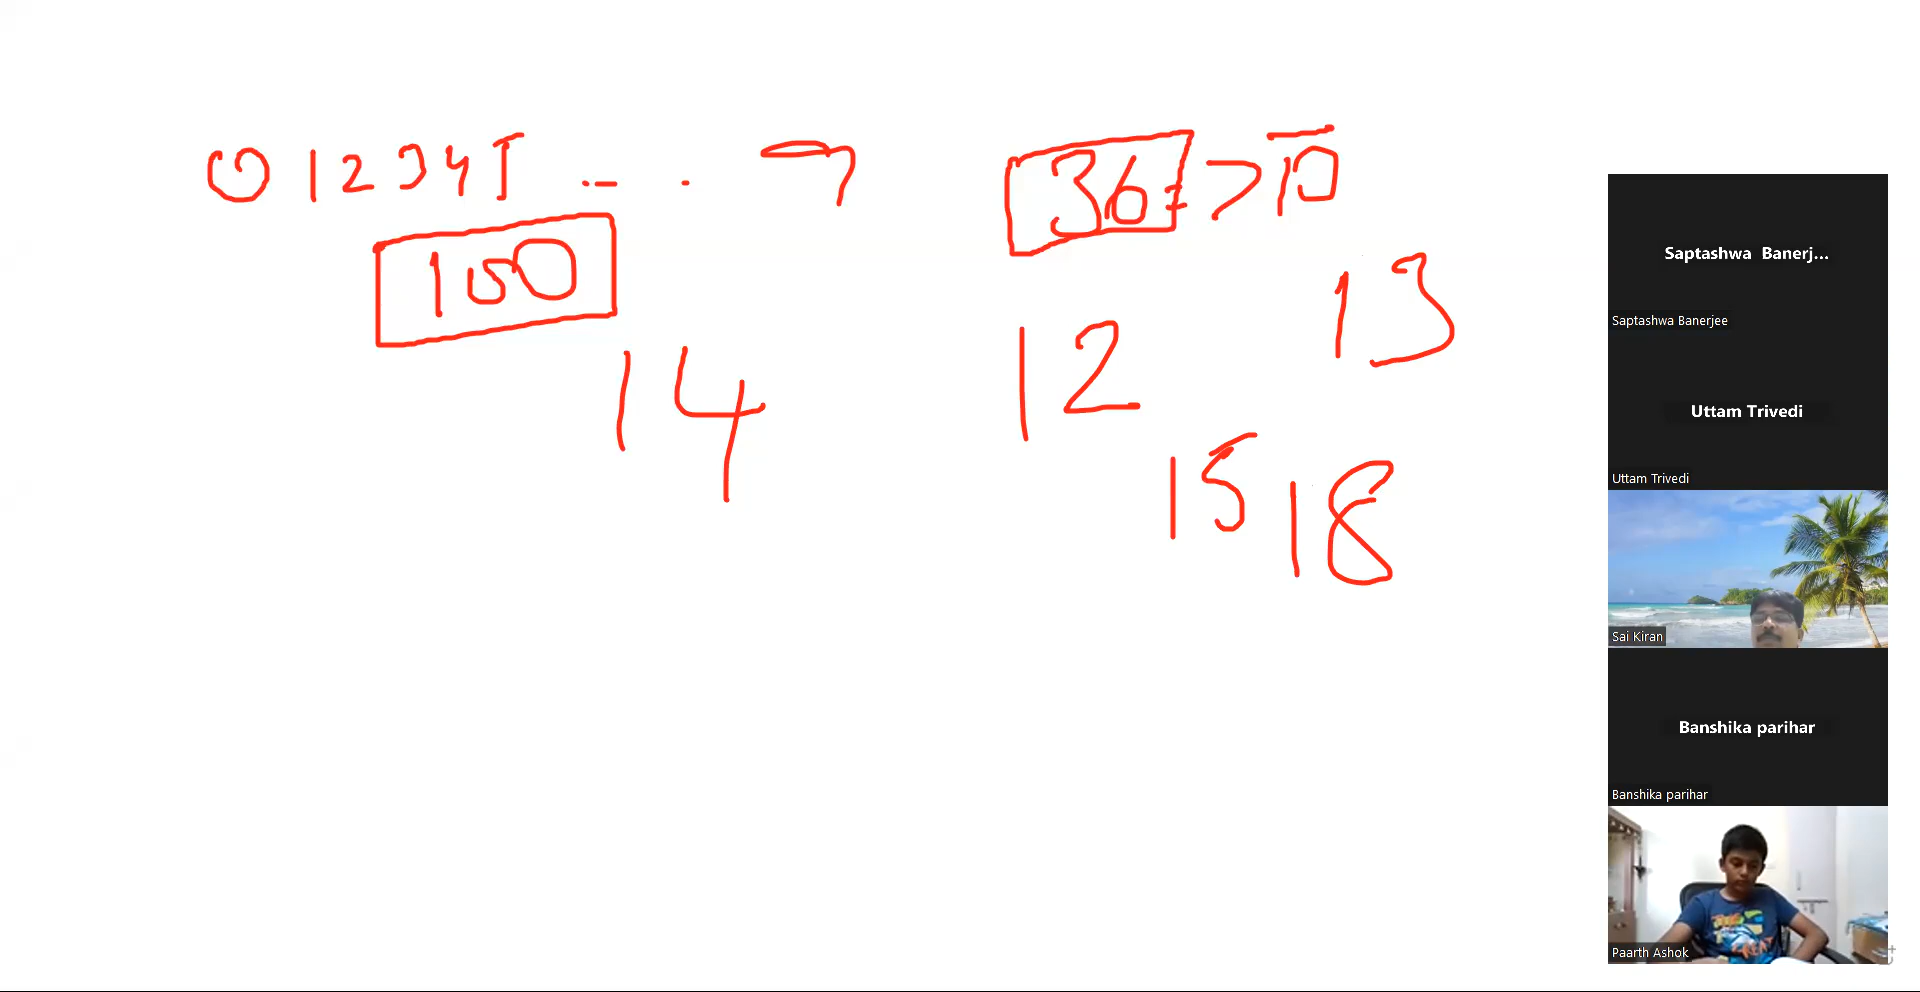 0 1 2 3 4 5 ... . 9
36 => 10
100
13
14
12
15 18
Saptashwa Banerj...
Saptashwa Banerjee
Uttam Trivedi
Uttam Trivedi
Sai Kiran
Banshika parihar
Banshika parihar
Paarth Ashok